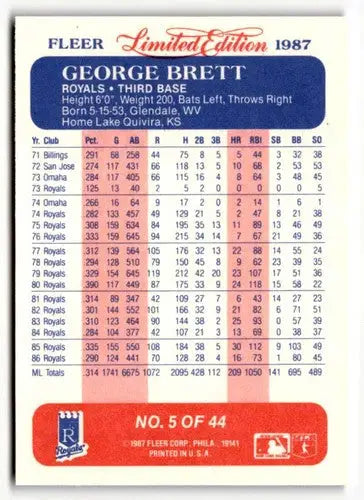 FLEER Limited Edition 1987
GEORGE BRETT
ROYALS • THIRD BASE
Height 6'0", Weight 200, Bats Left, Throws Right
Born 5-15-53, Glendale, WV
Home Lake Quivira, KS
Yr. Club Pct. G AB R H 2B 3B HR RBI SB BB SO
71 Billings 291 68 258 44 75 8 5 5 44 3 32 38
72 San Jose 274 117 431 66 118 13 5 10 68 2 53 53
73 Omaha 284 117 405 66 115 16 4 8 64 3 48 45
73 Royals 125 13 40 2 5 2 0 0 0 0 0 5
74 Omaha 266 16 64 9 17 2 0 2 14 1 6 1
74 Royals 282 133 457 49 129 21 5 2 47 8 21 38
75 Royals 308 159 634 84 195 35 13 11 89 13 46 49
76 Royals 333 159 645 94 215 34 14 7 67 21 49 36
77 Royals 312 139 564 105 176 32 13 22 88 14 55 24
78 Royals 294 128 510 79 150 45 8 9 62 23 39 35
79 Royals 329 154 645 119 212 42 20 23 107 17 51 36
80 Royals 390 117 449 87 175 33 9 24 118 15 58 22
81 Royals 314 89 347 42 109 27 7 6 43 14 27 23
82 Royals 301 144 552 101 166 32 9 21 82 6 71 51
83 Royals 310 123 464 90 144 38 2 25 93 0 57 39
84 Royals 284 104 377 42 107 21 3 13 69 0 38 37
85 Royals 335 155 550 108 184 38 5 30 112 9 103 49
86 Royals 290 124 441 70 128 28 4 16 73 1 80 45
ML Totals 314 1741 6675 1072 2095 428 112 209 1050 141 695 489
NO. 5 OF 44
©1987 FLEER CORP., PHILA. 19141
PRINTED IN U.S.A.
R
Royals